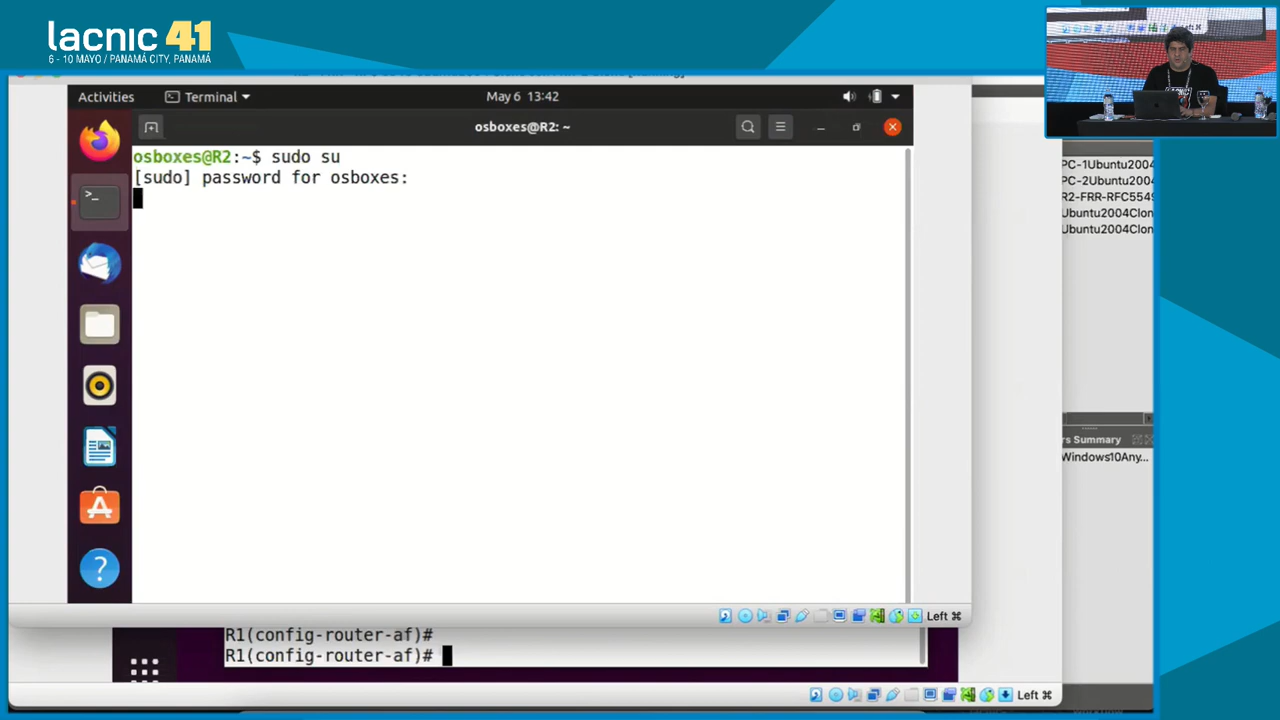 lacnic 41
6 - 10 MAYO / PANAMÁ CITY, PANAMÁ
Activities
Terminal
May 6 13:42
osboxes@R2: ~
osboxes@R2:~$ sudo su
[sudo] password for osboxes:
Left ⌘
R1(config-router-af)#
R1(config-router-af)#
Left ⌘
PC-1Ubuntu2004
PC-2Ubuntu2004
R2-FRR-RFC5549
Ubuntu2004Clon
Ubuntu2004Clon
rs Summary
Windows10Any...